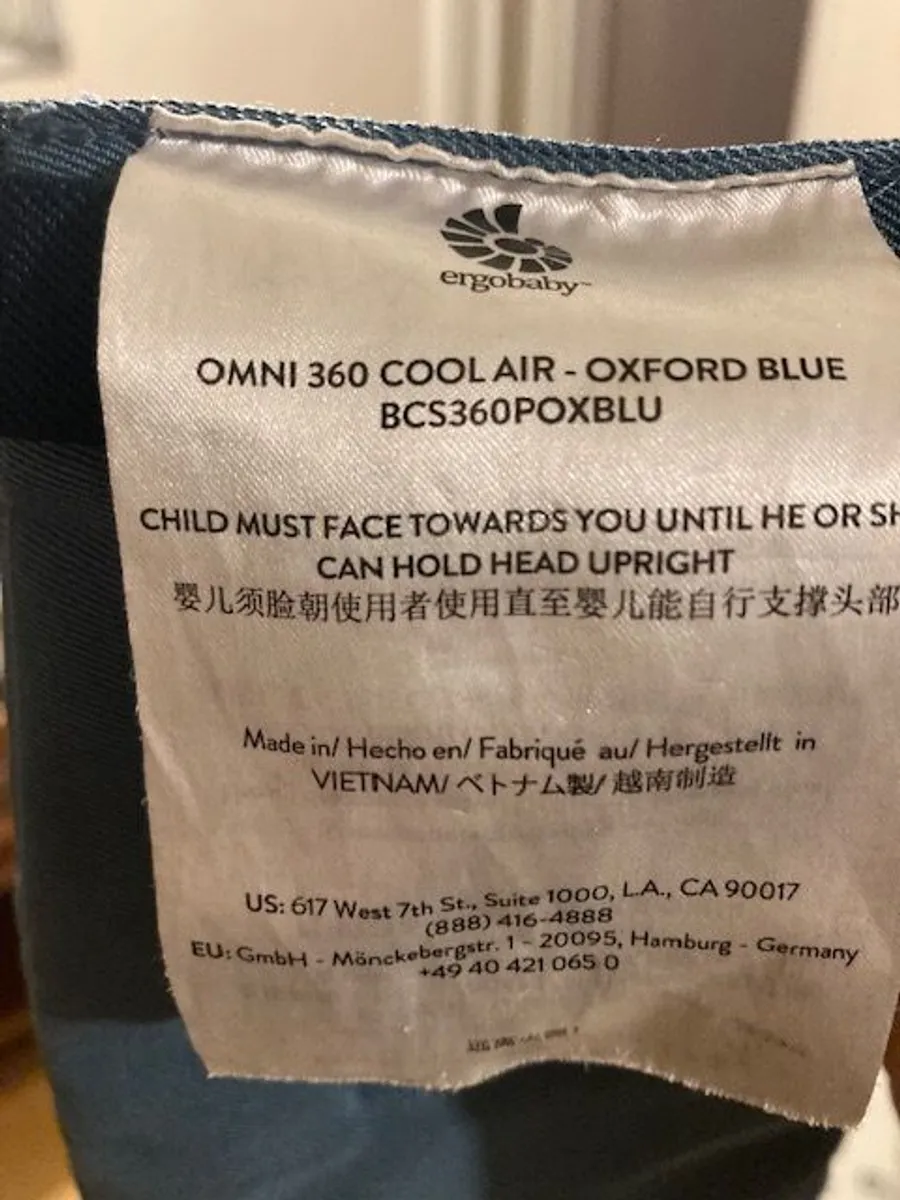 ergobaby™
OMNI 360 COOL AIR - OXFORD BLUE
BCS360POXBLU
CHILD MUST FACE TOWARDS YOU UNTIL HE OR SH
CAN HOLD HEAD UPRIGHT
婴儿须脸朝使用者使用直至婴儿能自行支撑头部
Made in/ Hecho en/ Fabriqué au/ Hergestellt in
VIETNAM/ ベトナム製/ 越南制造
US: 617 West 7th St., Suite 1000, L.A., CA 90017
(888) 416-4888
EU: GmbH - Mönckebergstr. 1 - 20095, Hamburg - Germany
+49 40 421 065 0